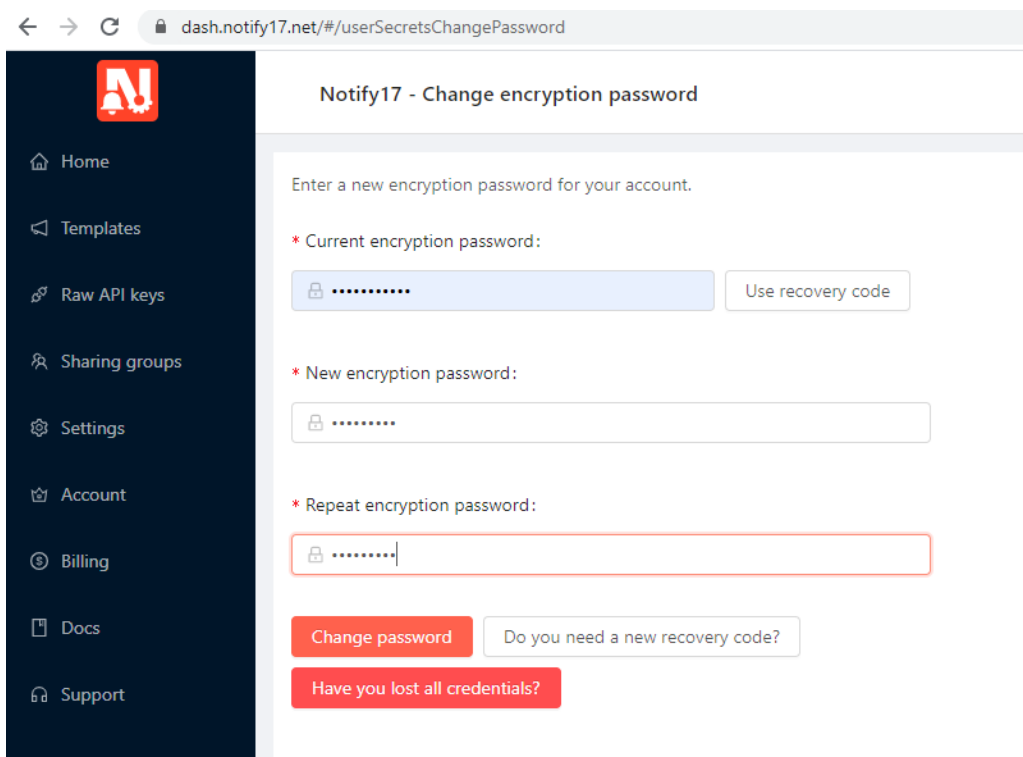 dash.notify17.net/#/userSecretsChangePassword
N
Notify17 - Change encryption password
Home
Templates
Raw API keys
Sharing groups
Settings
Account
Billing
Docs
Support
Enter a new encryption password for your account.
* Current encryption password:
•••••••••••
Use recovery code
* New encryption password:
•••••••••
* Repeat encryption password:
•••••••••
Change password
Do you need a new recovery code?
Have you lost all credentials?